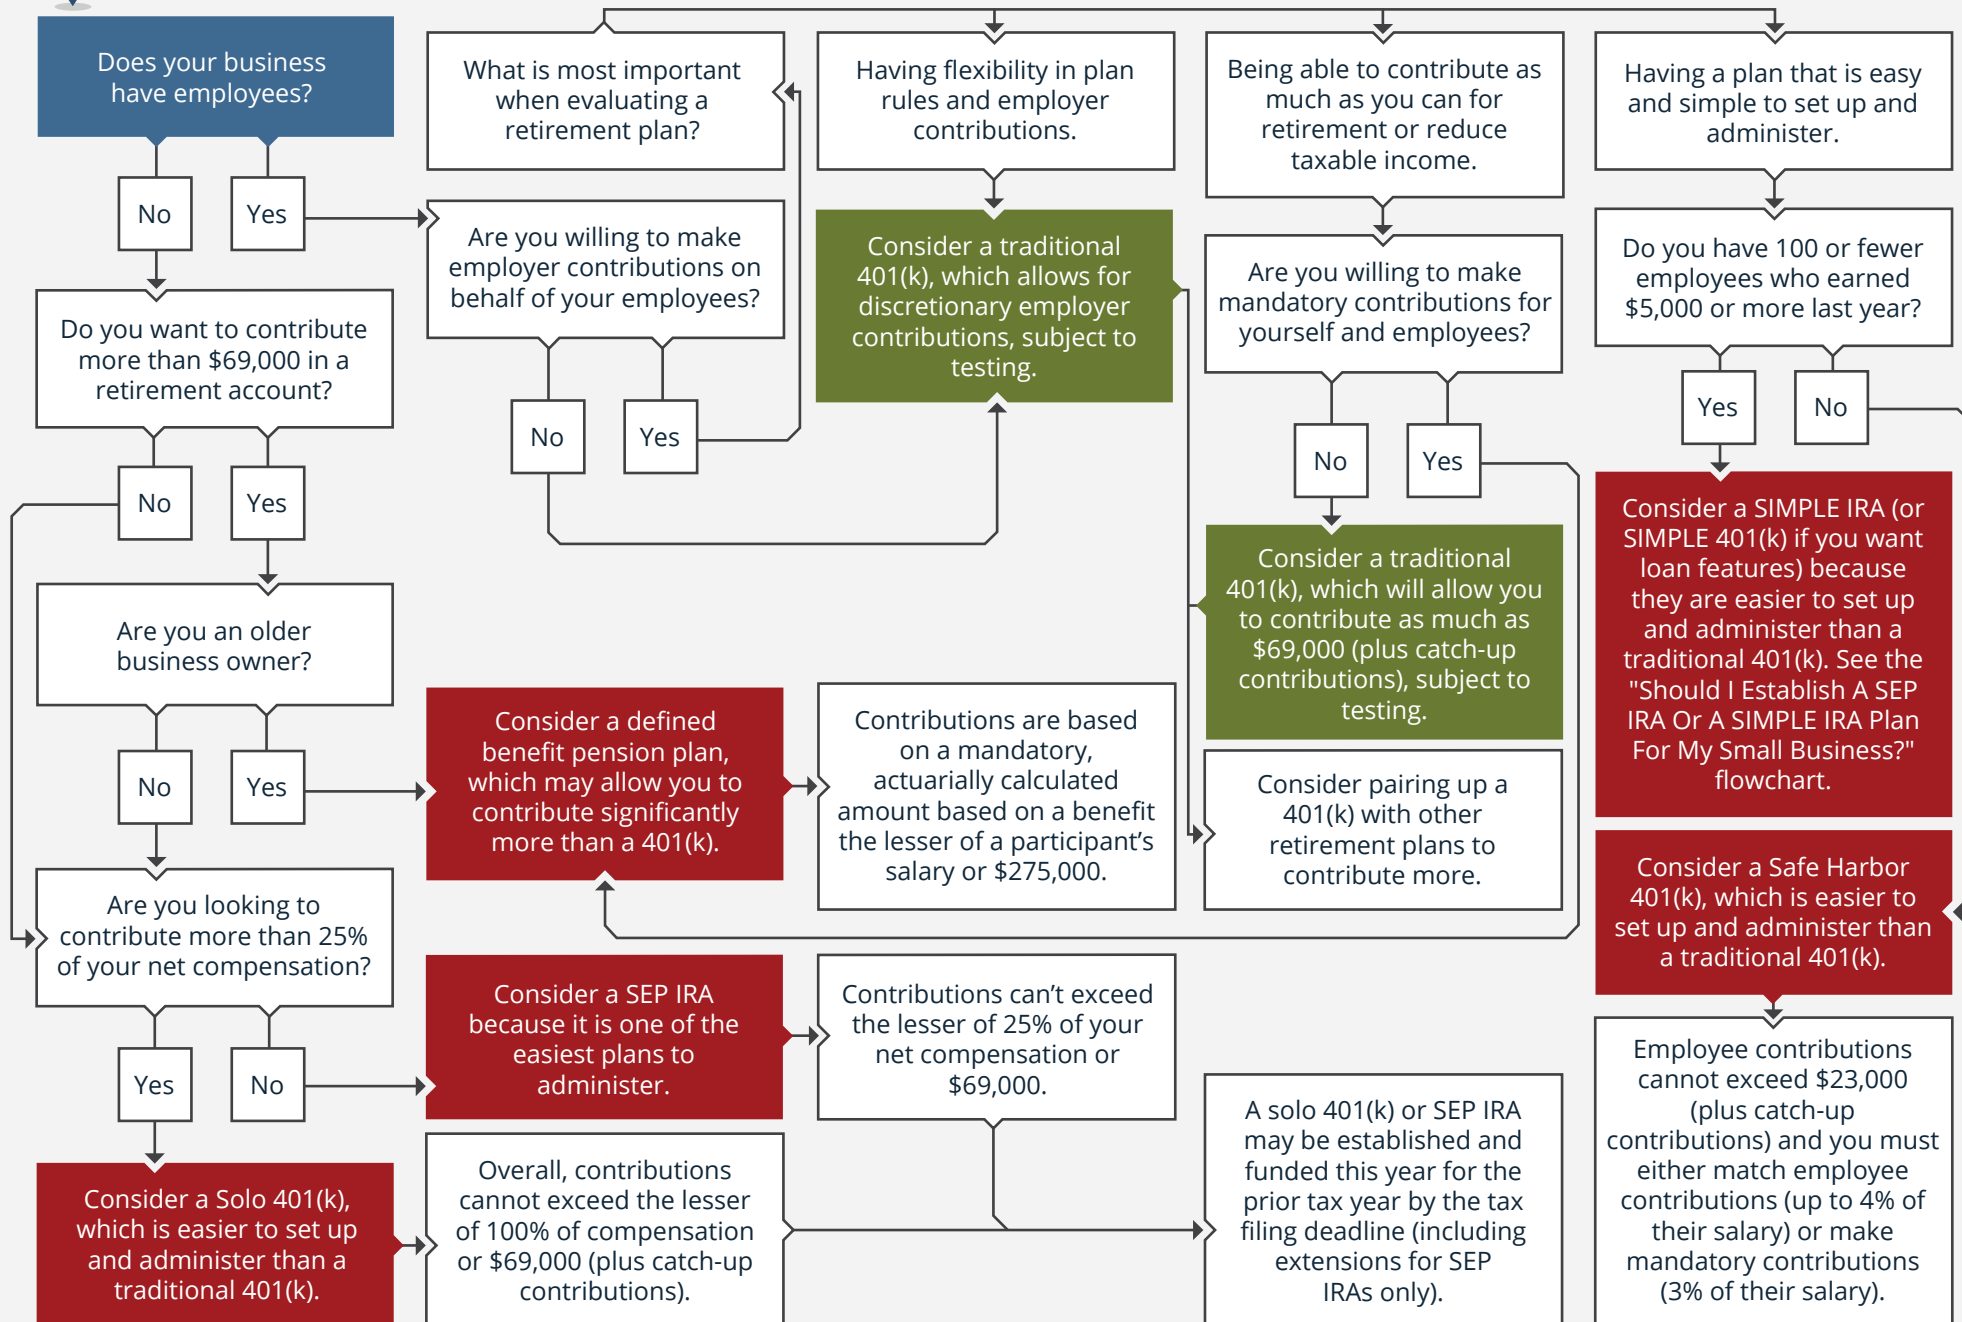 Does your business
have employees?
No
Yes
Do you want to contribute
more than $69,000 in a
retirement account?
No
Yes
Are you an older
business owner?
No
Yes
Are you looking to
contribute more than 25%
of your net compensation?
Yes
No
Consider a Solo 401(k),
which is easier to set up
and administer than a
traditional 401(k).
What is most important
when evaluating a
retirement plan?
Are you willing to make
employer contributions on
behalf of your employees?
No
Yes
Consider a defined
benefit pension plan,
which may allow you to
contribute significantly
more than a 401(k).
Consider a SEP IRA
because it is one of the
easiest plans to
administer.
Overall, contributions
cannot exceed the lesser
of 100% of compensation
or $69,000 (plus catch-up
contributions).
Having flexibility in plan
rules and employer
contributions.
Consider a traditional
401(k), which allows for
discretionary employer
contributions, subject to
testing.
Contributions are based
on a mandatory,
actuarially calculated
amount based on a benefit
the lesser of a participant’s
salary or $275,000.
Contributions can’t exceed
the lesser of 25% of your
net compensation or
$69,000.
Being able to contribute as
much as you can for
retirement or reduce
taxable income.
Are you willing to make
mandatory contributions for
yourself and employees?
No
Yes
Consider a traditional
401(k), which will allow you
to contribute as much as
$69,000 (plus catch-up
contributions), subject to
testing.
Consider pairing up a
401(k) with other
retirement plans to
contribute more.
A solo 401(k) or SEP IRA
may be established and
funded this year for the
prior tax year by the tax
filing deadline (including
extensions for SEP
IRAs only).
Having a plan that is easy
and simple to set up and
administer.
Do you have 100 or fewer
employees who earned
$5,000 or more last year?
Yes
No
Consider a SIMPLE IRA (or
SIMPLE 401(k) if you want
loan features) because
they are easier to set up
and administer than a
traditional 401(k). See the
"Should I Establish A SEP
IRA Or A SIMPLE IRA Plan
For My Small Business?"
flowchart.
Consider a Safe Harbor
401(k), which is easier to
set up and administer than
a traditional 401(k).
Employee contributions
cannot exceed $23,000
(plus catch-up
contributions) and you must
either match employee
contributions (up to 4% of
their salary) or make
mandatory contributions
(3% of their salary).